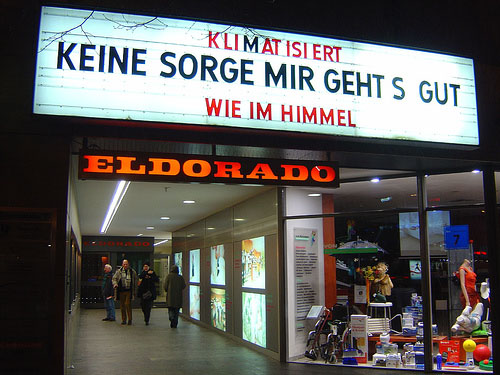 KLIMATISIERT
KEINE SORGE MIR GEHT S GUT
WIE IM HIMMEL
ELDORADO
7